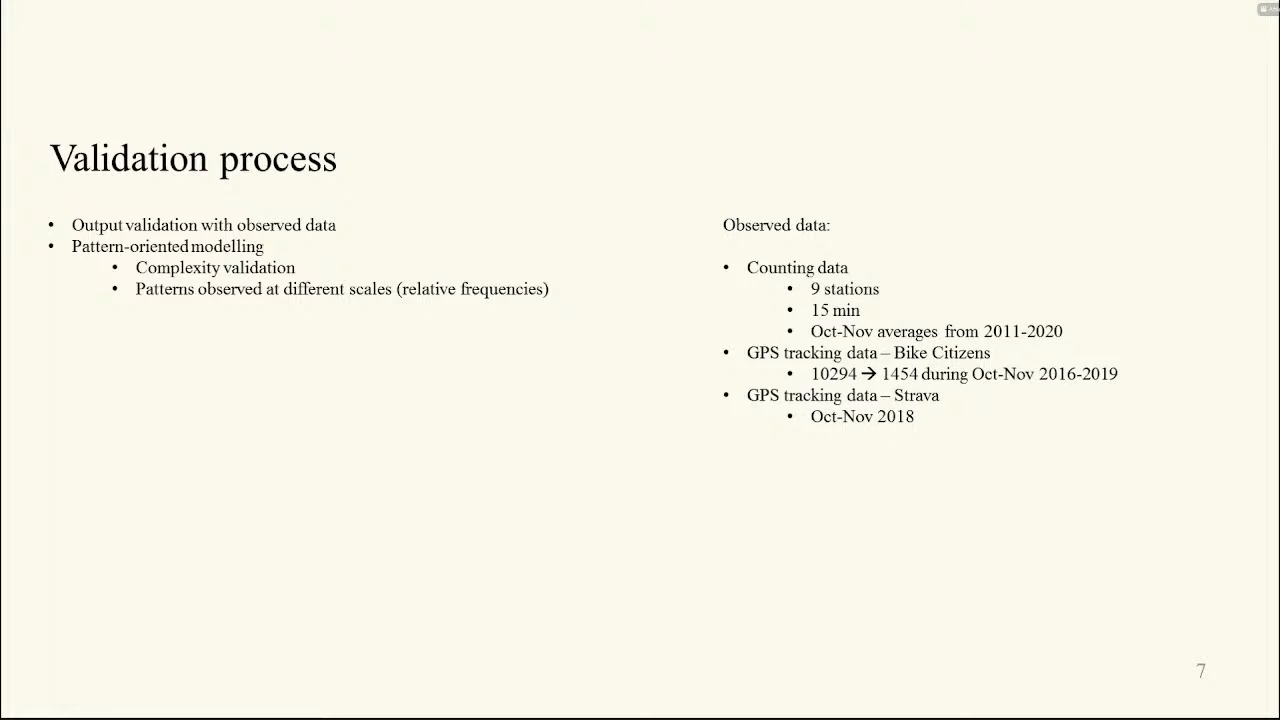 Validation process
• Output validation with observed data
• Pattern-oriented modelling
• Complexity validation
• Patterns observed at different scales (relative frequencies)
Observed data:
• Counting data
• 9 stations
• 15 min
• Oct-Nov averages from 2011-2020
• GPS tracking data – Bike Citizens
• 10294 → 1454 during Oct-Nov 2016-2019
• GPS tracking data – Strava
• Oct-Nov 2018
7